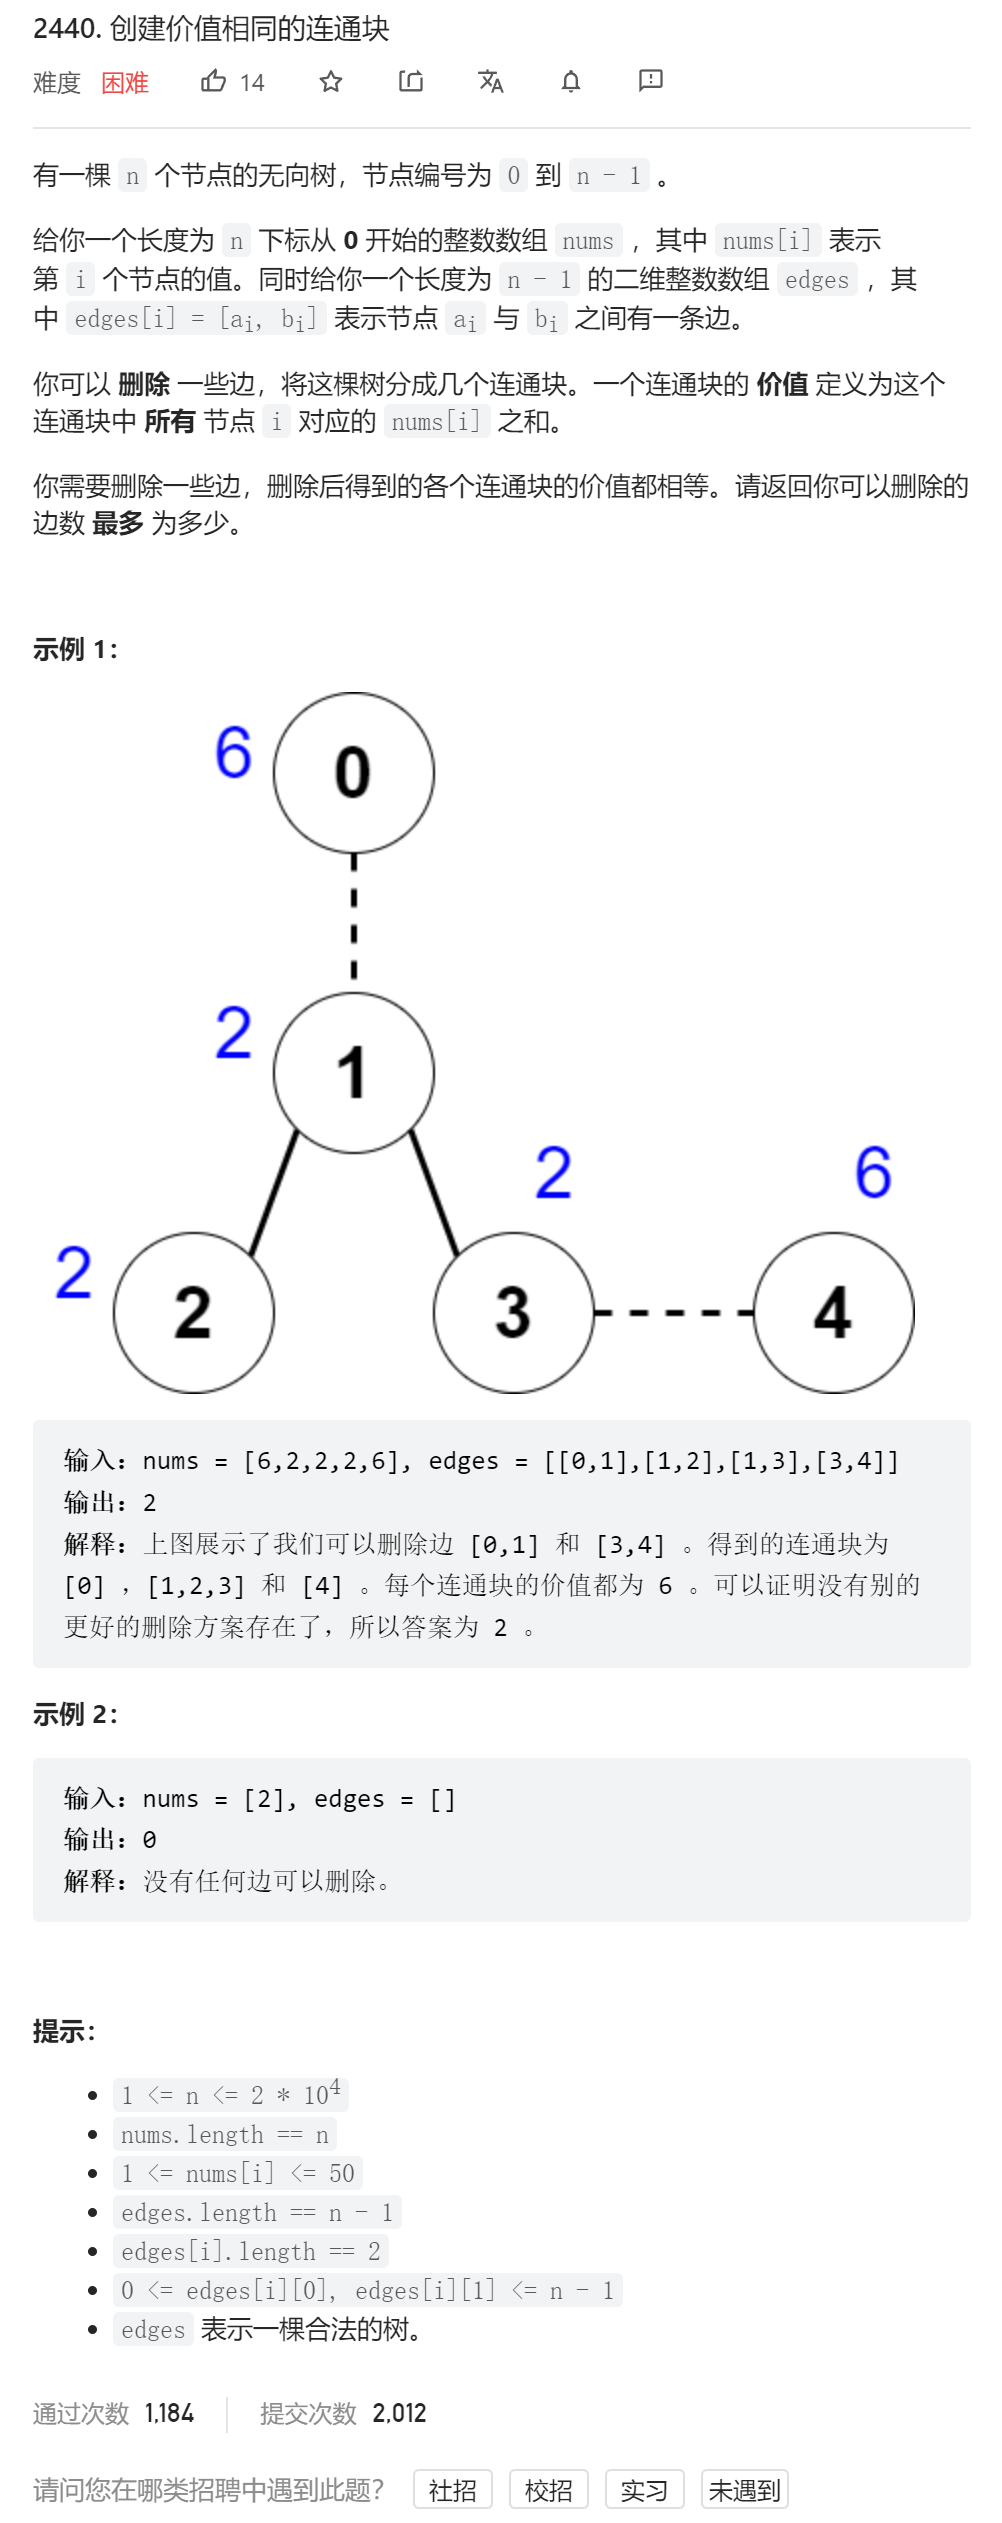 2440. 创建价值相同的连通块
难度 困难 14
有一棵 n 个节点的无向树，节点编号为 0 到 n - 1 。
给你一个长度为 n 下标从 0 开始的整数数组 nums ，其中 nums[i] 表示
第 i 个节点的值。同时给你一个长度为 n - 1 的二维整数数组 edges ，其
中 edges[i] = [aᵢ, bᵢ] 表示节点 aᵢ 与 bᵢ 之间有一条边。
你可以 删除 一些边，将这棵树分成几个连通块。一个连通块的 价值 定义为这个
连通块中 所有 节点 i 对应的 nums[i] 之和。
你需要删除一些边，删除后得到的各个连通块的价值都相等。请返回你可以删除的
边数 最多 为多少。
示例 1：
6 0
2 1
2 6
2 2 3 4
输入：nums = [6,2,2,2,6], edges = [[0,1],[1,2],[1,3],[3,4]]
输出：2
解释：上图展示了我们可以删除边 [0,1] 和 [3,4] 。得到的连通块为
[0] ，[1,2,3] 和 [4] 。每个连通块的价值都为 6 。可以证明没有别的
更好的删除方案存在了，所以答案为 2 。
示例 2：
输入：nums = [2], edges = []
输出：0
解释：没有任何边可以删除。
提示：
1 <= n <= 2 * 10⁴
nums.length == n
1 <= nums[i] <= 50
edges.length == n - 1
edges[i].length == 2
0 <= edges[i][0], edges[i][1] <= n - 1
edges 表示一棵合法的树。
通过次数 1,184 提交次数 2,012
请问您在哪类招聘中遇到此题？ 社招 校招 实习 未遇到